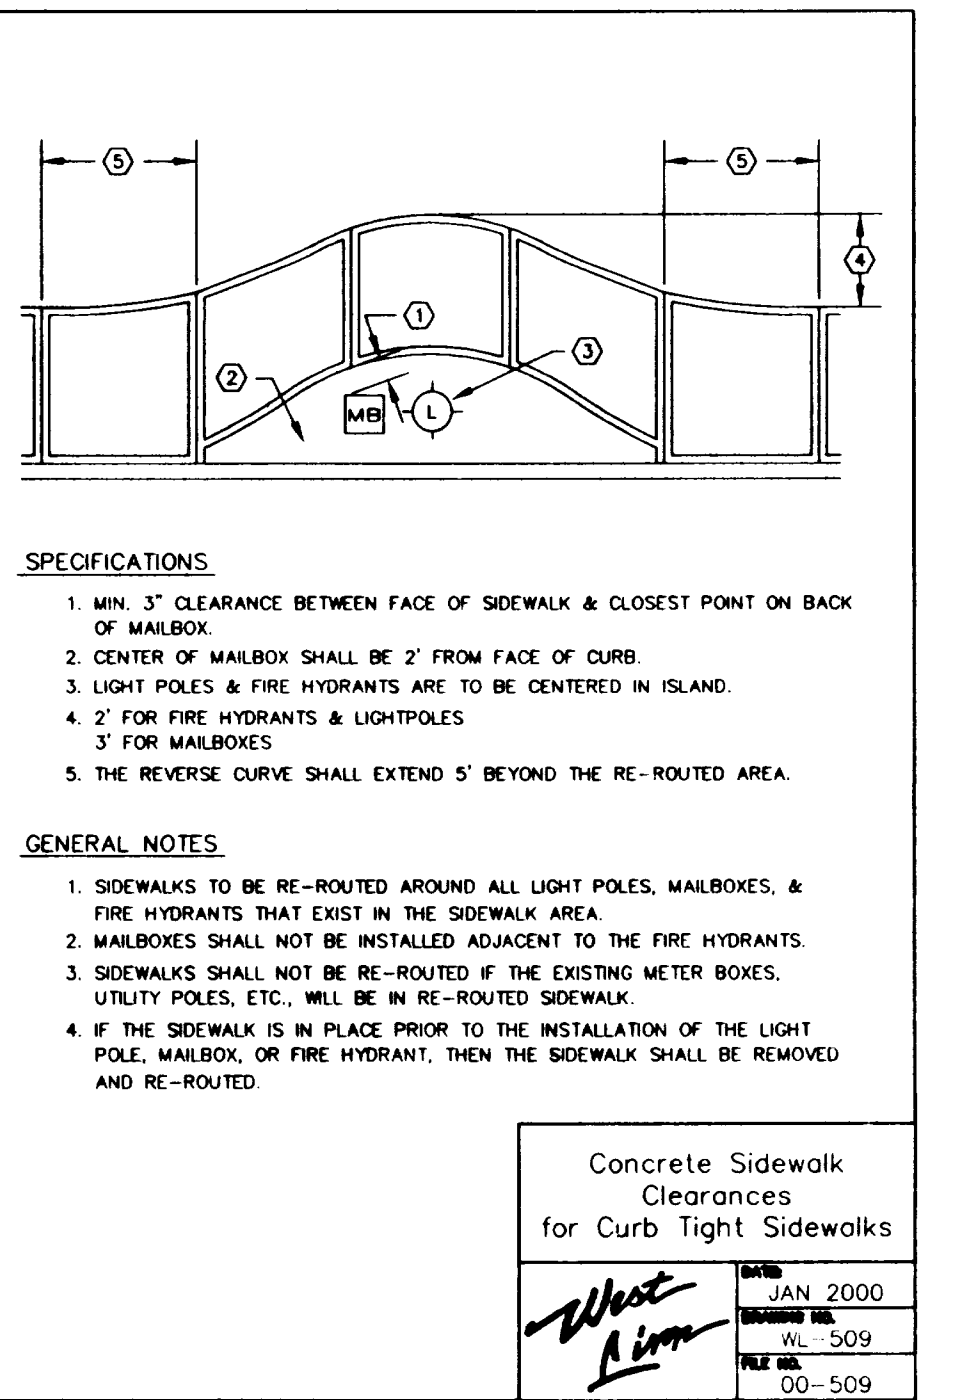 5
5
4
1
3
2
MB
L
SPECIFICATIONS
1. MIN. 3" CLEARANCE BETWEEN FACE OF SIDEWALK & CLOSEST POINT ON BACK
OF MAILBOX.
2. CENTER OF MAILBOX SHALL BE 2' FROM FACE OF CURB.
3. LIGHT POLES & FIRE HYDRANTS ARE TO BE CENTERED IN ISLAND.
4. 2' FOR FIRE HYDRANTS & LIGHTPOLES
3' FOR MAILBOXES
5. THE REVERSE CURVE SHALL EXTEND 5' BEYOND THE RE-ROUTED AREA.
GENERAL NOTES
1. SIDEWALKS TO BE RE-ROUTED AROUND ALL LIGHT POLES, MAILBOXES, &
FIRE HYDRANTS THAT EXIST IN THE SIDEWALK AREA.
2. MAILBOXES SHALL NOT BE INSTALLED ADJACENT TO THE FIRE HYDRANTS.
3. SIDEWALKS SHALL NOT BE RE-ROUTED IF THE EXISTING METER BOXES,
UTILITY POLES, ETC., WILL BE IN RE-ROUTED SIDEWALK.
4. IF THE SIDEWALK IS IN PLACE PRIOR TO THE INSTALLATION OF THE LIGHT
POLE, MAILBOX, OR FIRE HYDRANT, THEN THE SIDEWALK SHALL BE REMOVED
AND RE-ROUTED.
Concrete Sidewalk
Clearances
for Curb Tight Sidewalks
West
Linn
DATE:
JAN 2000
DRAWING NO.
WL-509
FILE NO.
00-509